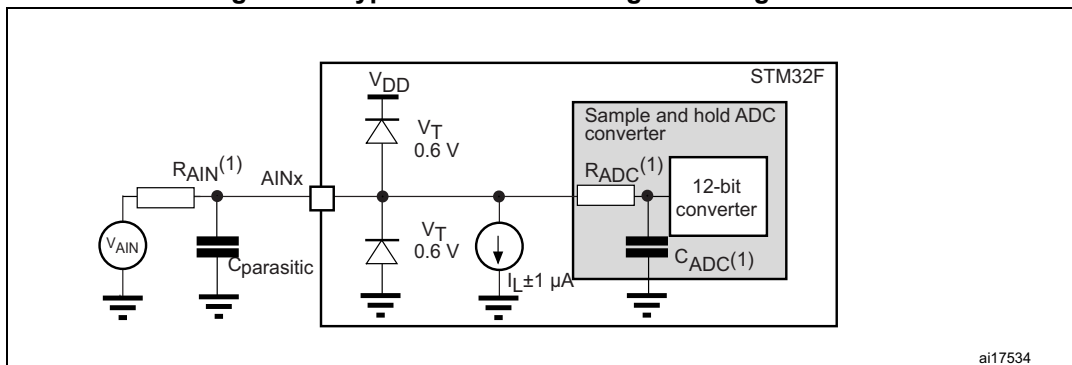 STM32F
VDD
Sample and hold ADC
converter
VT
0.6 V
RAIN(1)
AINx
RADC(1)
12-bit
converter
VAIN
Cparasitic
VT
0.6 V
IL±1 µA
CADC(1)
ai17534